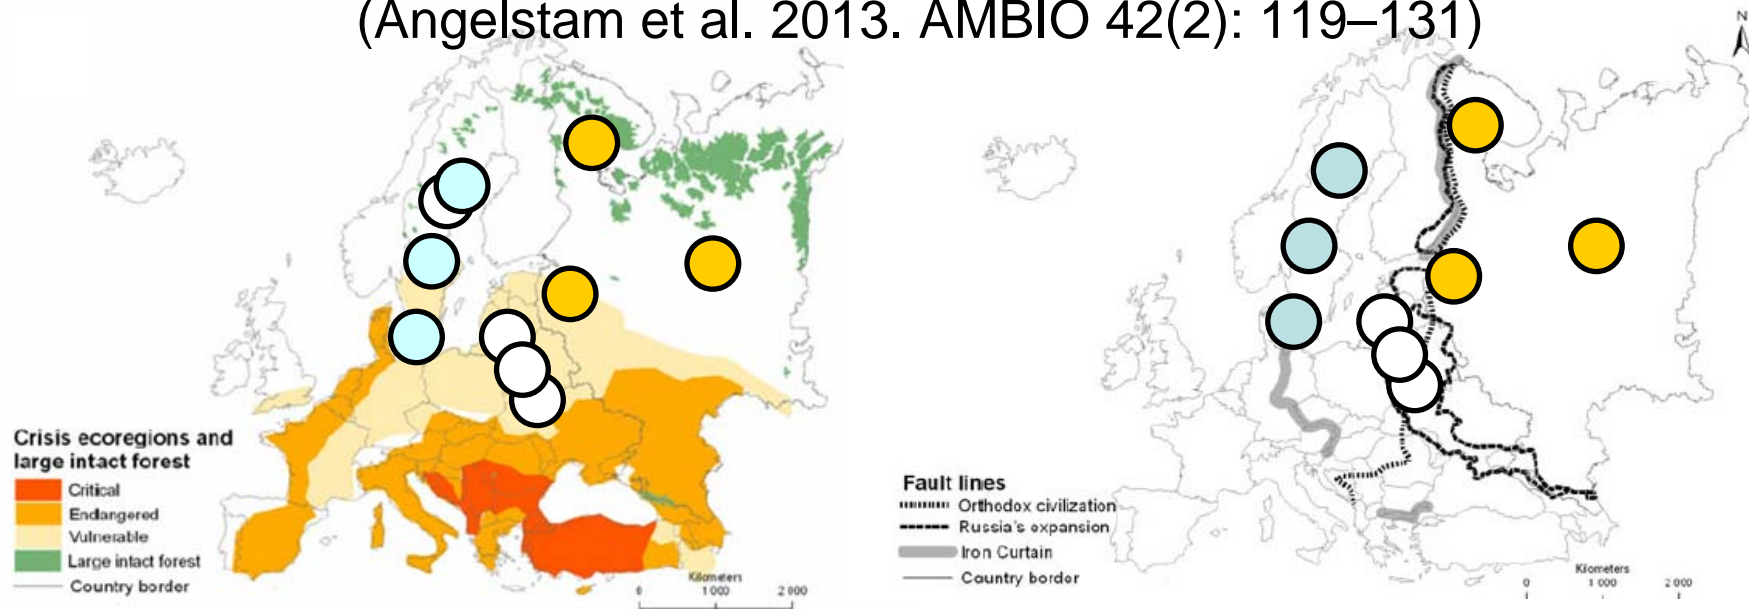 (Angelstam et al. 2013. AMBIO 42(2): 119–131)
N
Crisis ecoregions and
large intact forest
Critical
Endangered
Vulnerable
Large intact forest
Country border
Kilometers
0 1 000 2 000
Fault lines
Orthodox civilization
Russia's expansion
Iron Curtain
Country border
Kilometers
0 1 000 2 000